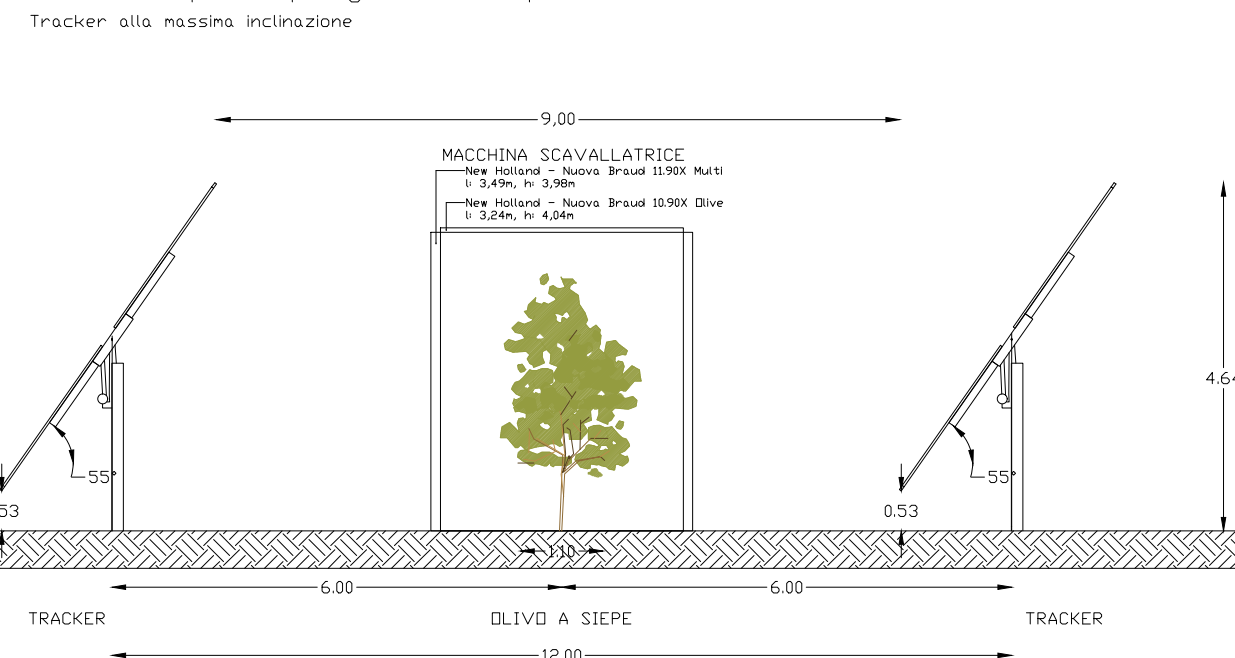 Tracker alla massima inclinazione
9,00
MACCHINA SCAVALLATRICE
New Holland - Nuova Braud 11.90X Multi
l: 3,49m, h: 3,98m
New Holland - Nuova Braud 10.90X Olive
l: 3,24m, h: 4,04m
4.64
55°
55°
53
0.53
1.10
6.00
6.00
TRACKER
OLIVO A SIEPE
TRACKER
12.00